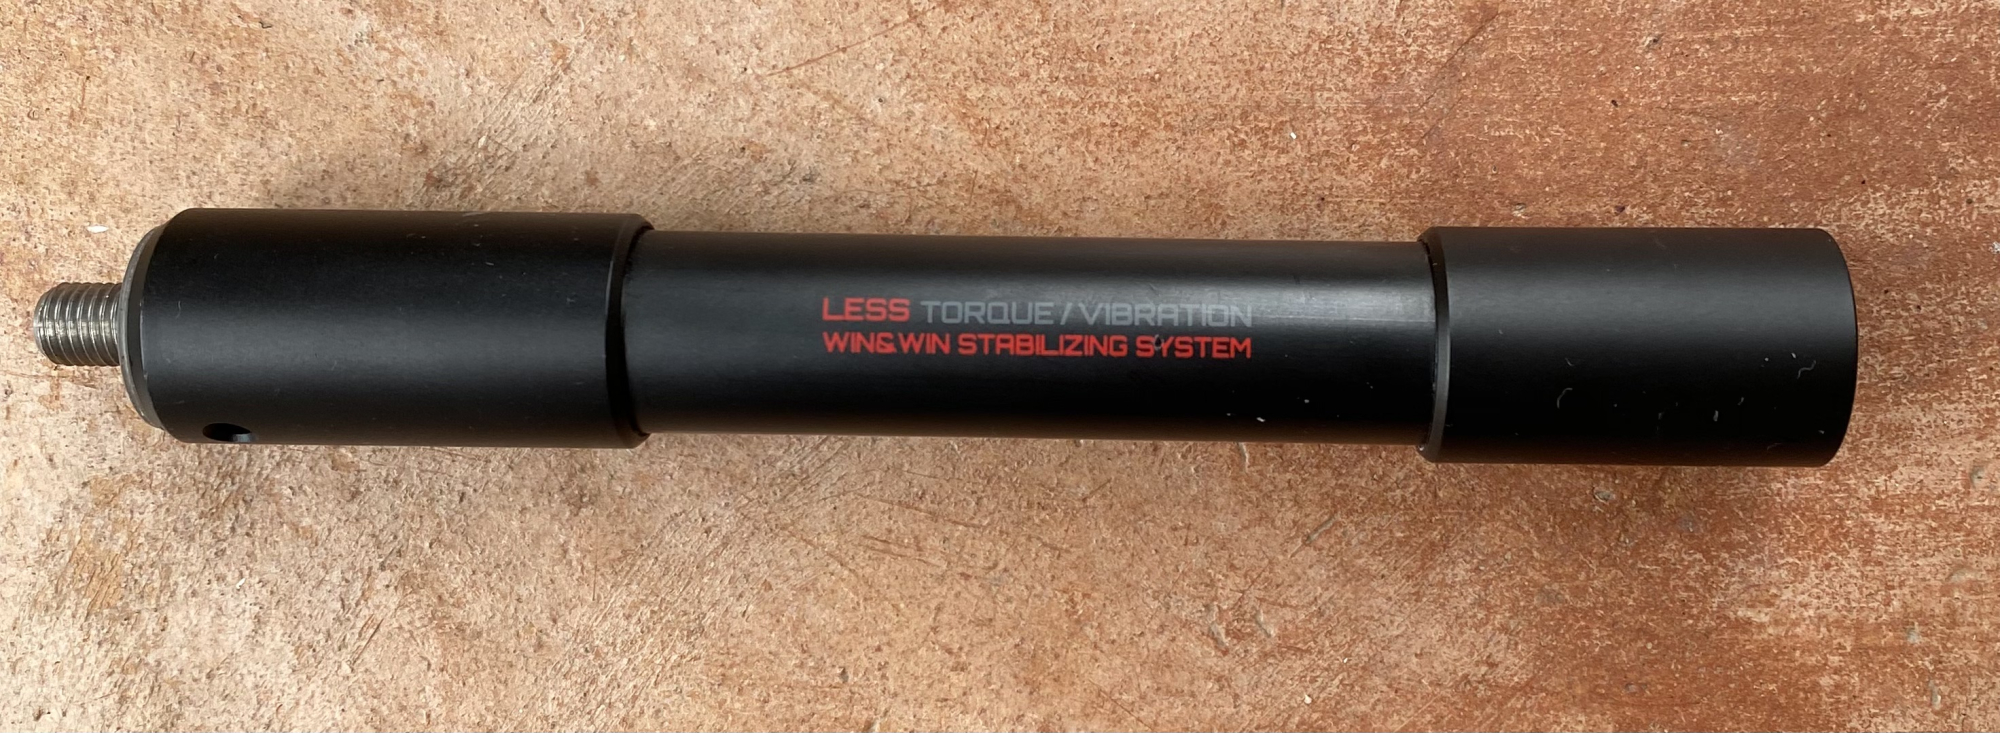 LESS TORQUE/VIBRATION
WIN&WIN STABILIZING SYSTEM